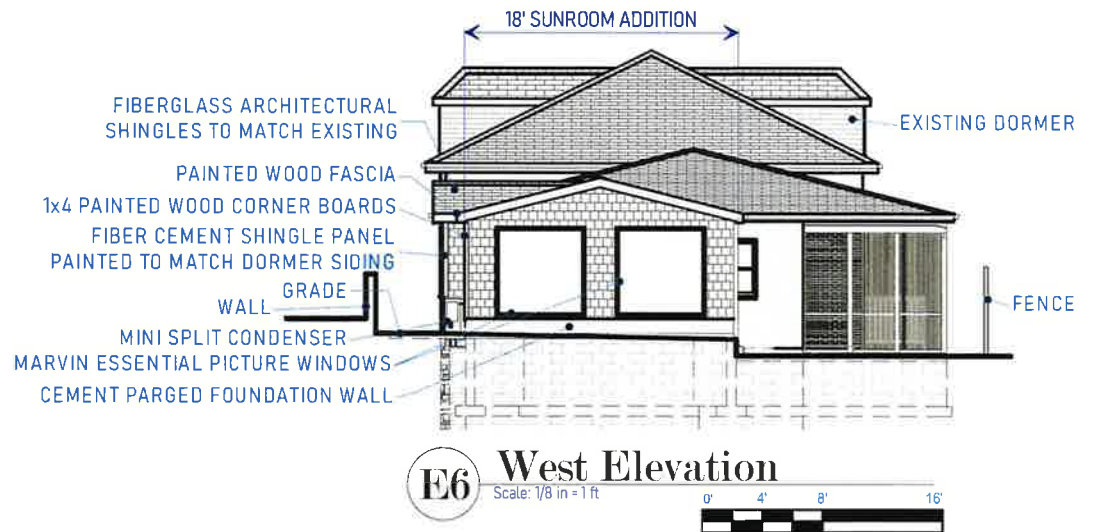 18' SUNROOM ADDITION
FIBERGLASS ARCHITECTURAL
SHINGLES TO MATCH EXISTING
EXISTING DORMER
PAINTED WOOD FASCIA
1x4 PAINTED WOOD CORNER BOARDS
FIBER CEMENT SHINGLE PANEL
PAINTED TO MATCH DORMER SIDING
GRADE
WALL
FENCE
MINI SPLIT CONDENSER
MARVIN ESSENTIAL PICTURE WINDOWS
CEMENT PARGED FOUNDATION WALL
E6 West Elevation
Scale: 1/8 in = 1 ft
0' 4' 8' 16'